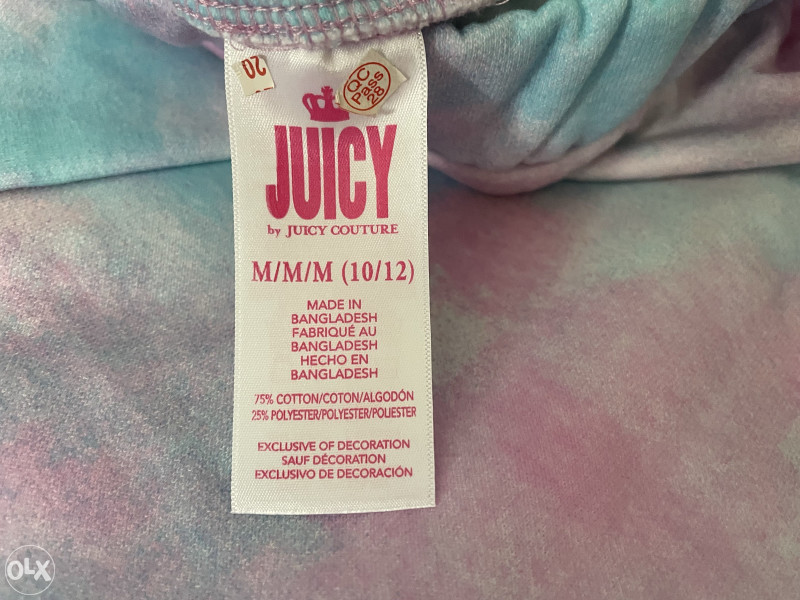 20
QC
Pass
28
JUICY
by JUICY COUTURE
M/M/M (10/12)
MADE IN
BANGLADESH
FABRIQUÉ AU
BANGLADESH
HECHO EN
BANGLADESH
75% COTTON/COTON/ALGODÓN
25% POLYESTER/POLYESTER/POLIESTER
EXCLUSIVE OF DECORATION
SAUF DÉCORATION
EXCLUSIVO DE DECORACIÓN
OLX